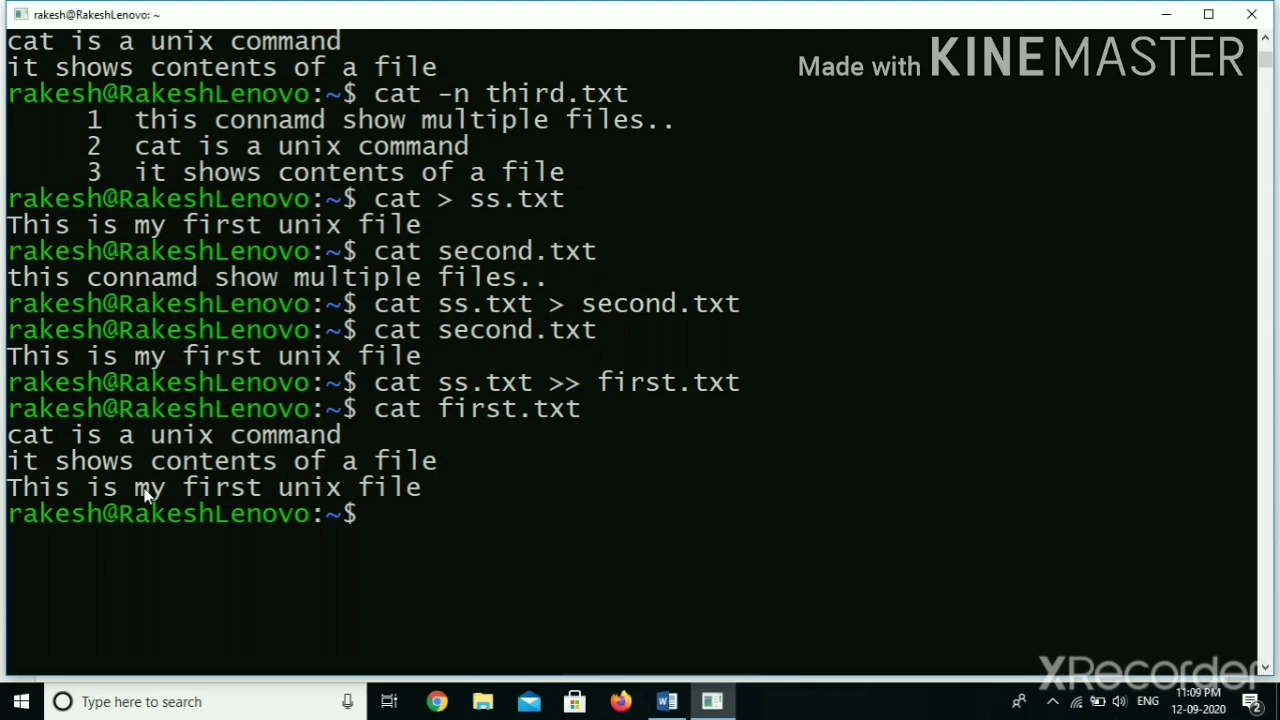 rakesh@RakeshLenovo: ~
cat is a unix command
it shows contents of a file
Made with KINEMASTER
rakesh@RakeshLenovo:~$ cat -n third.txt
1 this connamd show multiple files..
2 cat is a unix command
3 it shows contents of a file
rakesh@RakeshLenovo:~$ cat > ss.txt
This is my first unix file
rakesh@RakeshLenovo:~$ cat second.txt
this connamd show multiple files..
rakesh@RakeshLenovo:~$ cat ss.txt > second.txt
rakesh@RakeshLenovo:~$ cat second.txt
This is my first unix file
rakesh@RakeshLenovo:~$ cat ss.txt >> first.txt
rakesh@RakeshLenovo:~$ cat first.txt
cat is a unix command
it shows contents of a file
This is my first unix file
rakesh@RakeshLenovo:~$
XRecorder
Type here to search
ENG
11:09 PM
12-09-2020
2